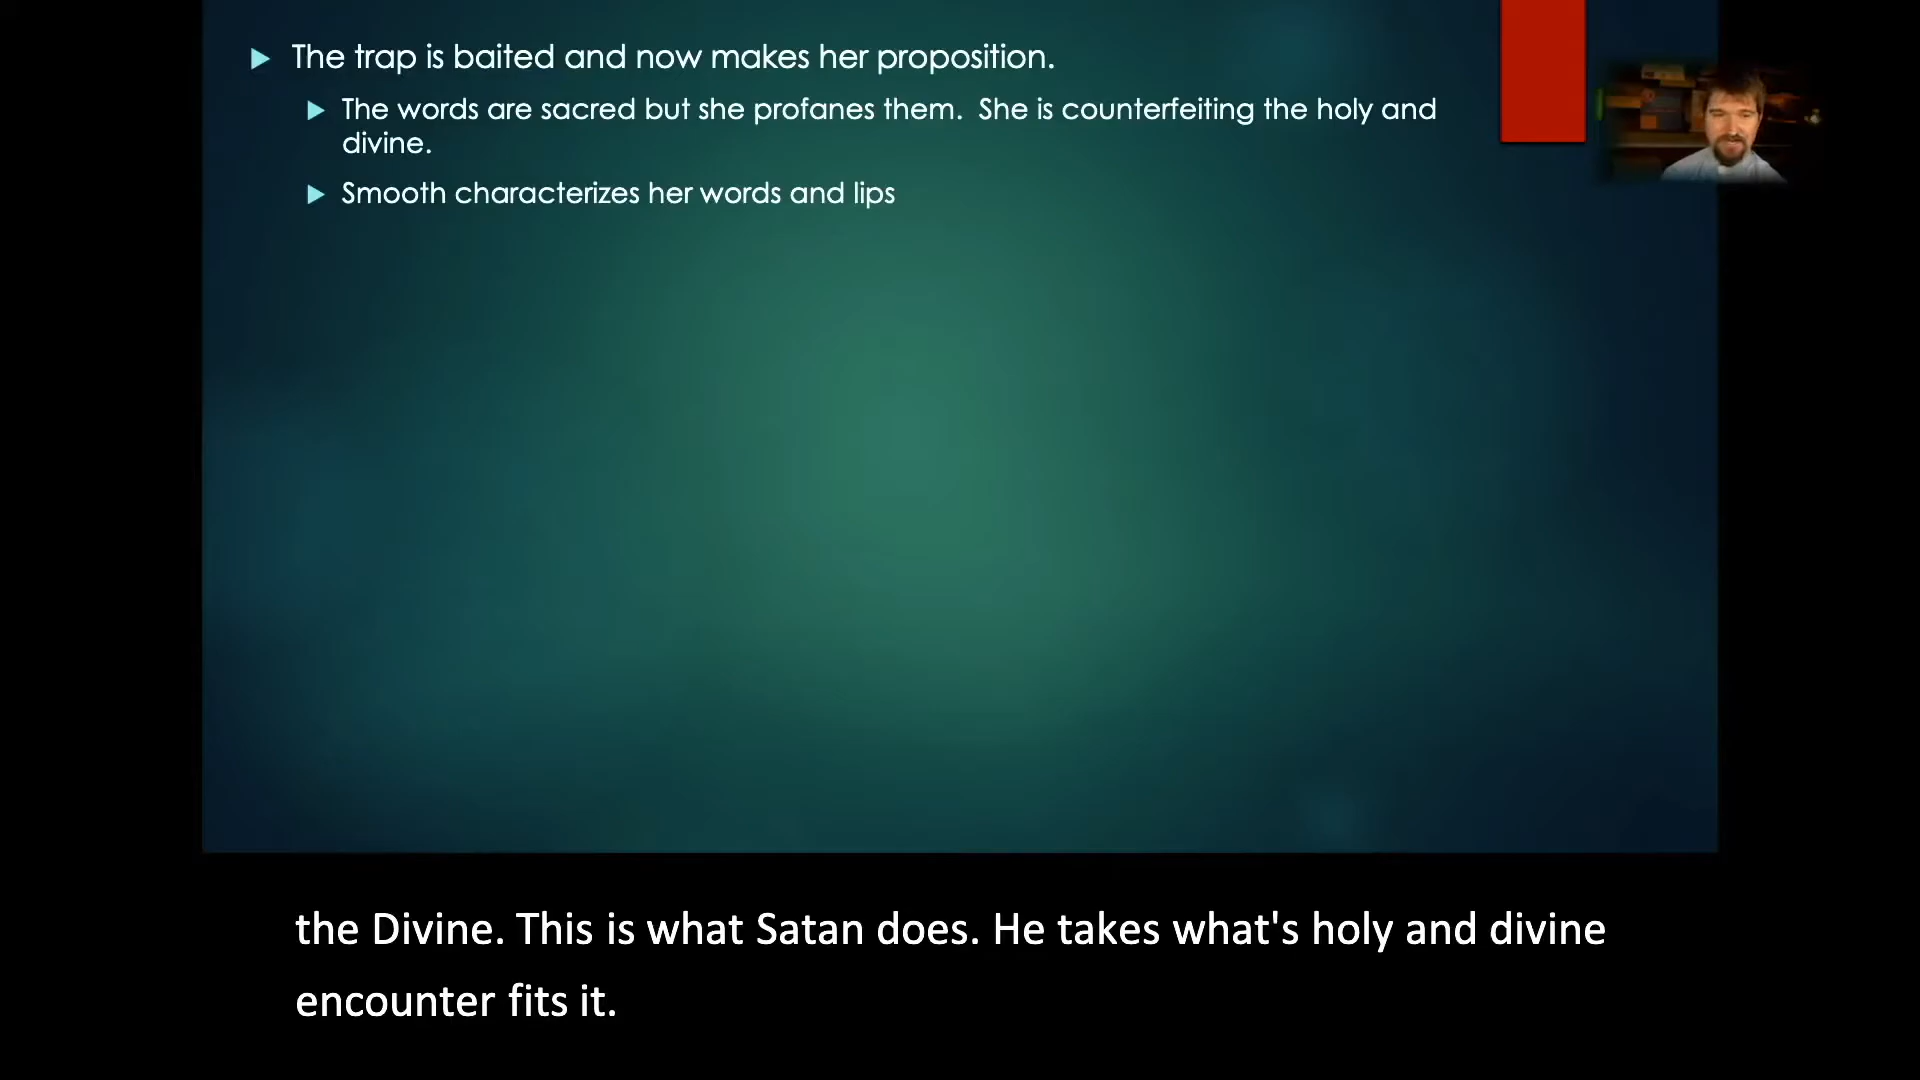 The trap is baited and now makes her proposition.
The words are sacred but she profanes them.  She is counterfeiting the holy and
divine.
Smooth characterizes her words and lips
the Divine. This is what Satan does. He takes what's holy and divine
encounter fits it.